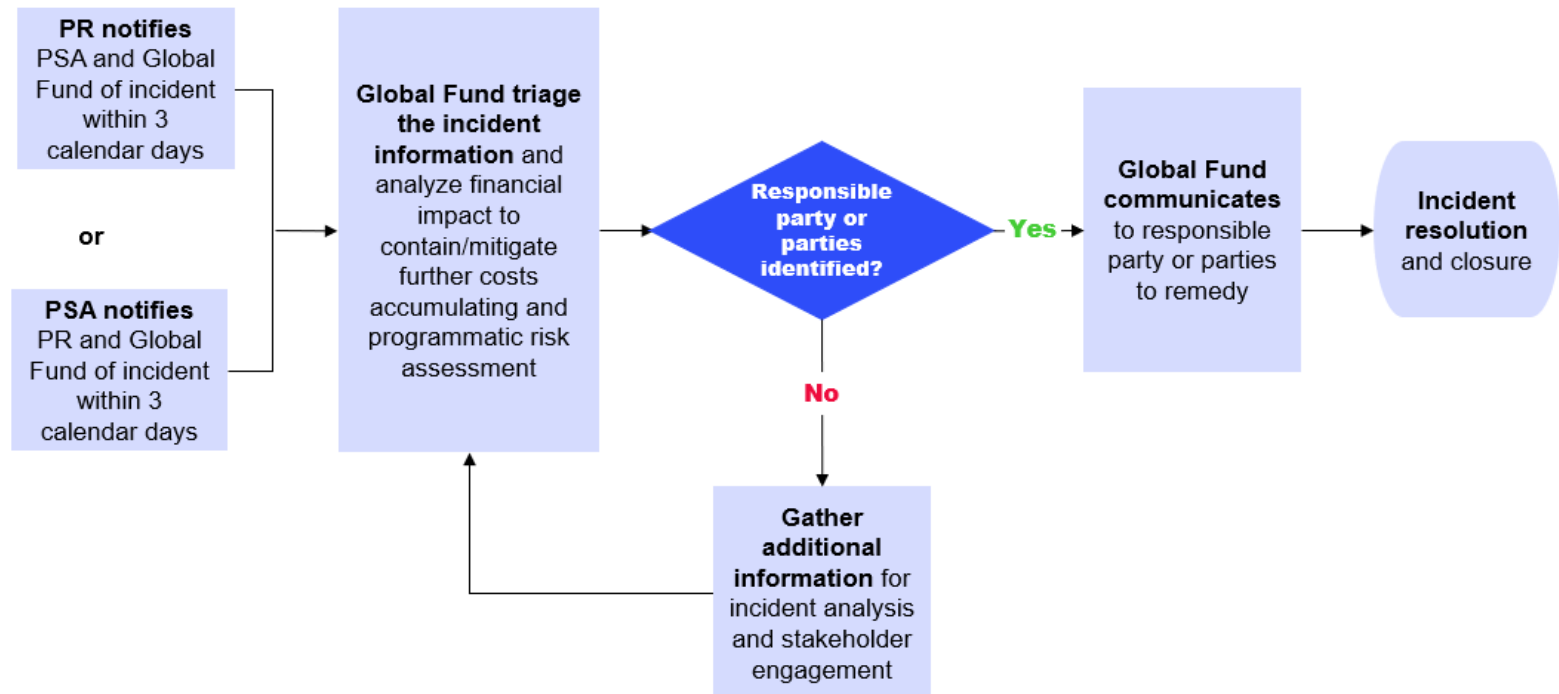 PR notifies
PSA and Global
Fund of incident
within 3
calendar days
or
PSA notifies
PR and Global
Fund of incident
within 3
calendar days
Global Fund triage
the incident
information and
analyze financial
impact to
contain/mitigate
further costs
accumulating and
programmatic risk
assessment
Responsible
party or
parties
identified?
Yes
Global Fund
communicates
to responsible
party or parties
to remedy
Incident
resolution
and closure
No
Gather
additional
information for
incident analysis
and stakeholder
engagement